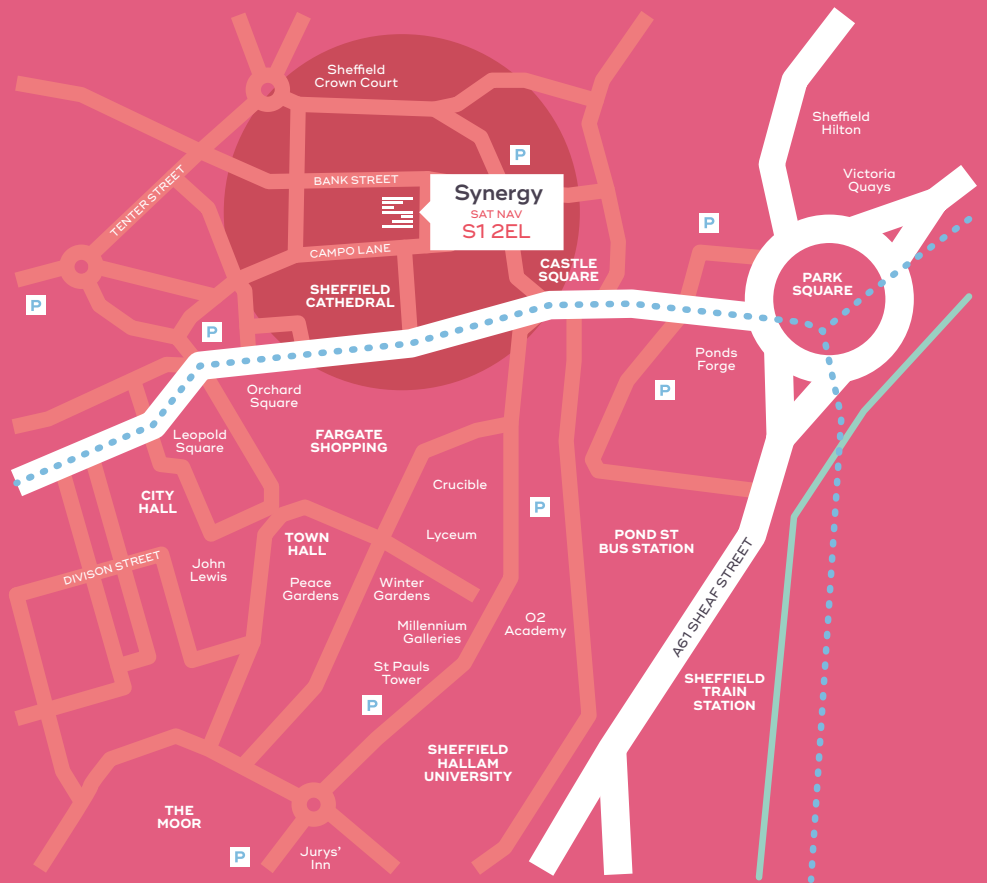 Sheffield
Crown Court
P
Sheffield
Hilton
Victoria
Quays
BANK STREET
TENTER STREET
Synergy
SAT NAV
S1 2EL
P
CAMPO LANE
CASTLE
SQUARE
PARK
SQUARE
SHEFFIELD
CATHEDRAL
P
P
Ponds
Forge
P
Orchard
Square
Leopold
Square
FARGATE
SHOPPING
Crucible
CITY
HALL
P
Lyceum
TOWN
HALL
POND ST
BUS STATION
DIVISON STREET
John
Lewis
Peace
Gardens
Winter
Gardens
A61 SHEAF STREET
Millennium
Galleries
O2
Academy
St Pauls
Tower
P
SHEFFIELD
TRAIN
STATION
SHEFFIELD
HALLAM
UNIVERSITY
THE
MOOR
P
Jurys'
Inn